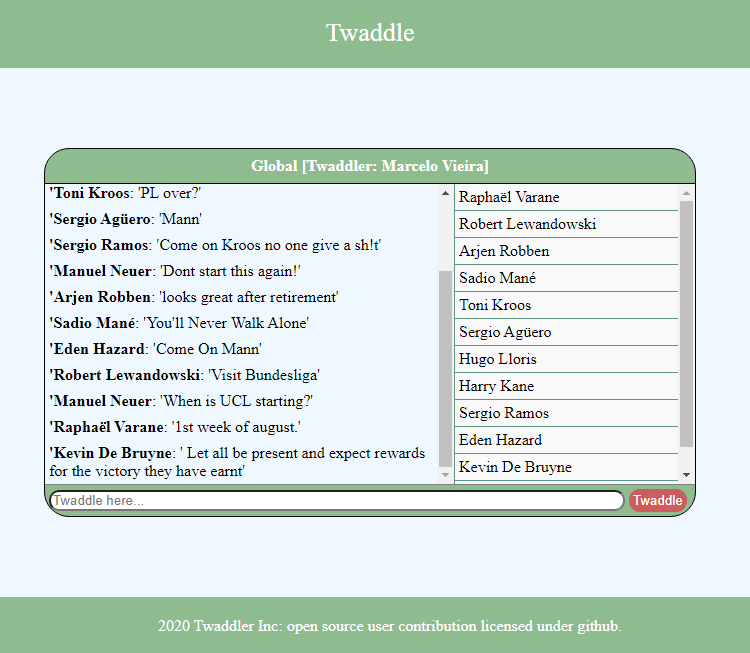 Twaddle
Global [Twaddler: Marcelo Vieira]
'Toni Kroos: 'PL over?'
'Sergio Agüero: 'Mann'
'Sergio Ramos: 'Come on Kroos no one give a sh!t'
'Manuel Neuer: 'Dont start this again!'
'Arjen Robben: 'looks great after retirement'
'Sadio Mané: 'You'll Never Walk Alone'
'Eden Hazard: 'Come On Mann'
'Robert Lewandowski: 'Visit Bundesliga'
'Manuel Neuer: 'When is UCL starting?'
'Raphaël Varane: '1st week of august.'
'Kevin De Bruyne: ' Let all be present and expect rewards
for the victory they have earnt'
Raphaël Varane
Robert Lewandowski
Arjen Robben
Sadio Mané
Toni Kroos
Sergio Agüero
Hugo Lloris
Harry Kane
Sergio Ramos
Eden Hazard
Kevin De Bruyne
Twaddle here...
Twaddle
2020 Twaddler Inc: open source user contribution licensed under github.